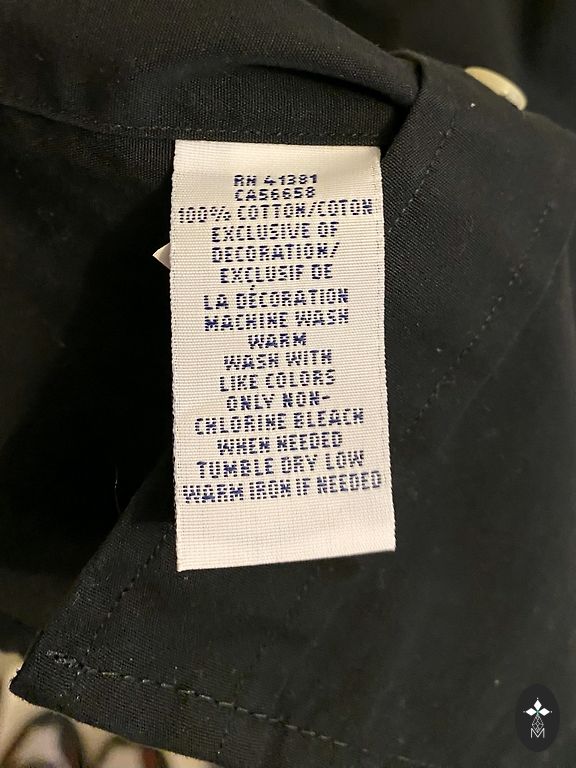 RN 41381
CA56658
100% COTTON/COTON
EXCLUSIVE OF
DECORATION/
EXCLUSIF DE
LA DÉCORATION
MACHINE WASH
WARM
WASH WITH
LIKE COLORS
ONLY NON-
CHLORINE BLEACH
WHEN NEEDED
TUMBLE DRY LOW
WARM IRON IF NEEDED
M